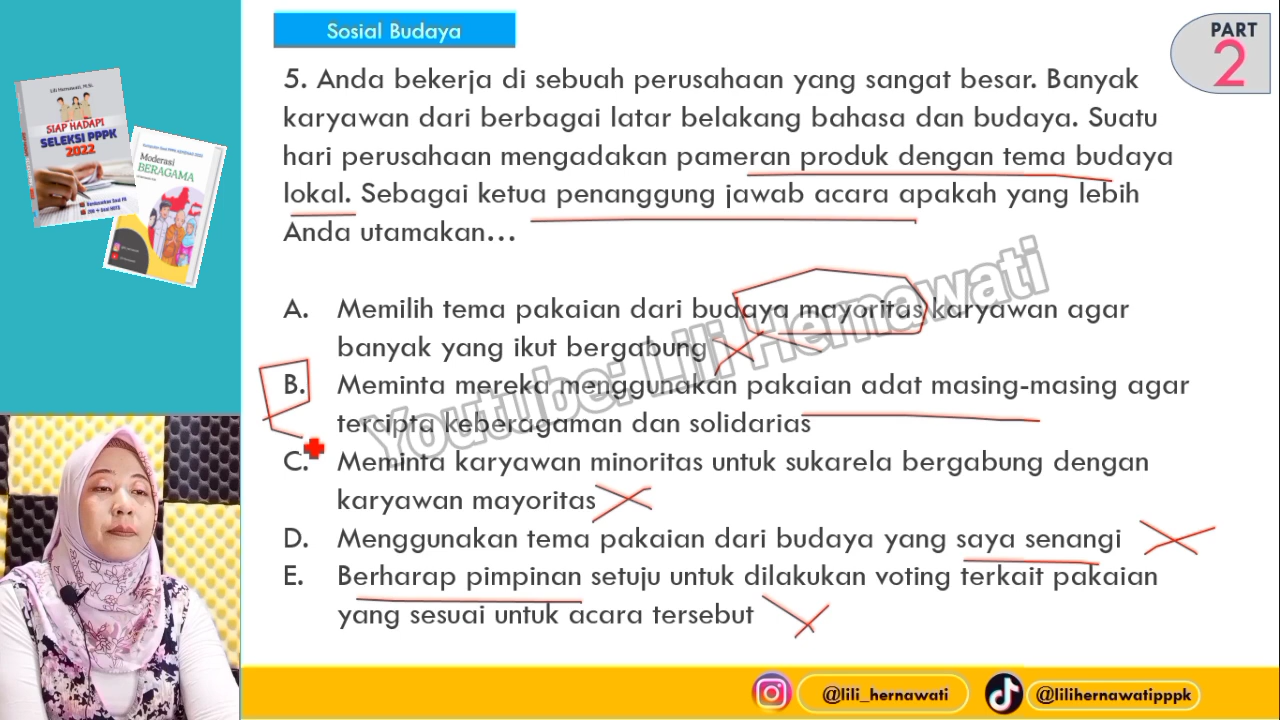 Sosial Budaya
PART
2
5. Anda bekerja di sebuah perusahaan yang sangat besar. Banyak
karyawan dari berbagai latar belakang bahasa dan budaya. Suatu
hari perusahaan mengadakan pameran produk dengan tema budaya
lokal. Sebagai ketua penanggung jawab acara apakah yang lebih
Anda utamakan...
A. Memilih tema pakaian dari budaya mayoritas karyawan agar
banyak yang ikut bergabung
B. Meminta mereka menggunakan pakaian adat masing-masing agar
tercipta keberagaman dan solidarias
C. Meminta karyawan minoritas untuk sukarela bergabung dengan
karyawan mayoritas
D. Menggunakan tema pakaian dari budaya yang saya senangi
E. Berharap pimpinan setuju untuk dilakukan voting terkait pakaian
yang sesuai untuk acara tersebut
Youtube: Lili Hernawati
Lili Hernawati, M.Si.
SIAP HADAPI
SELEKSI PPPK
2022
Moderasi
BERAGAMA
@lili_hernawati
@lilihernawatipppk